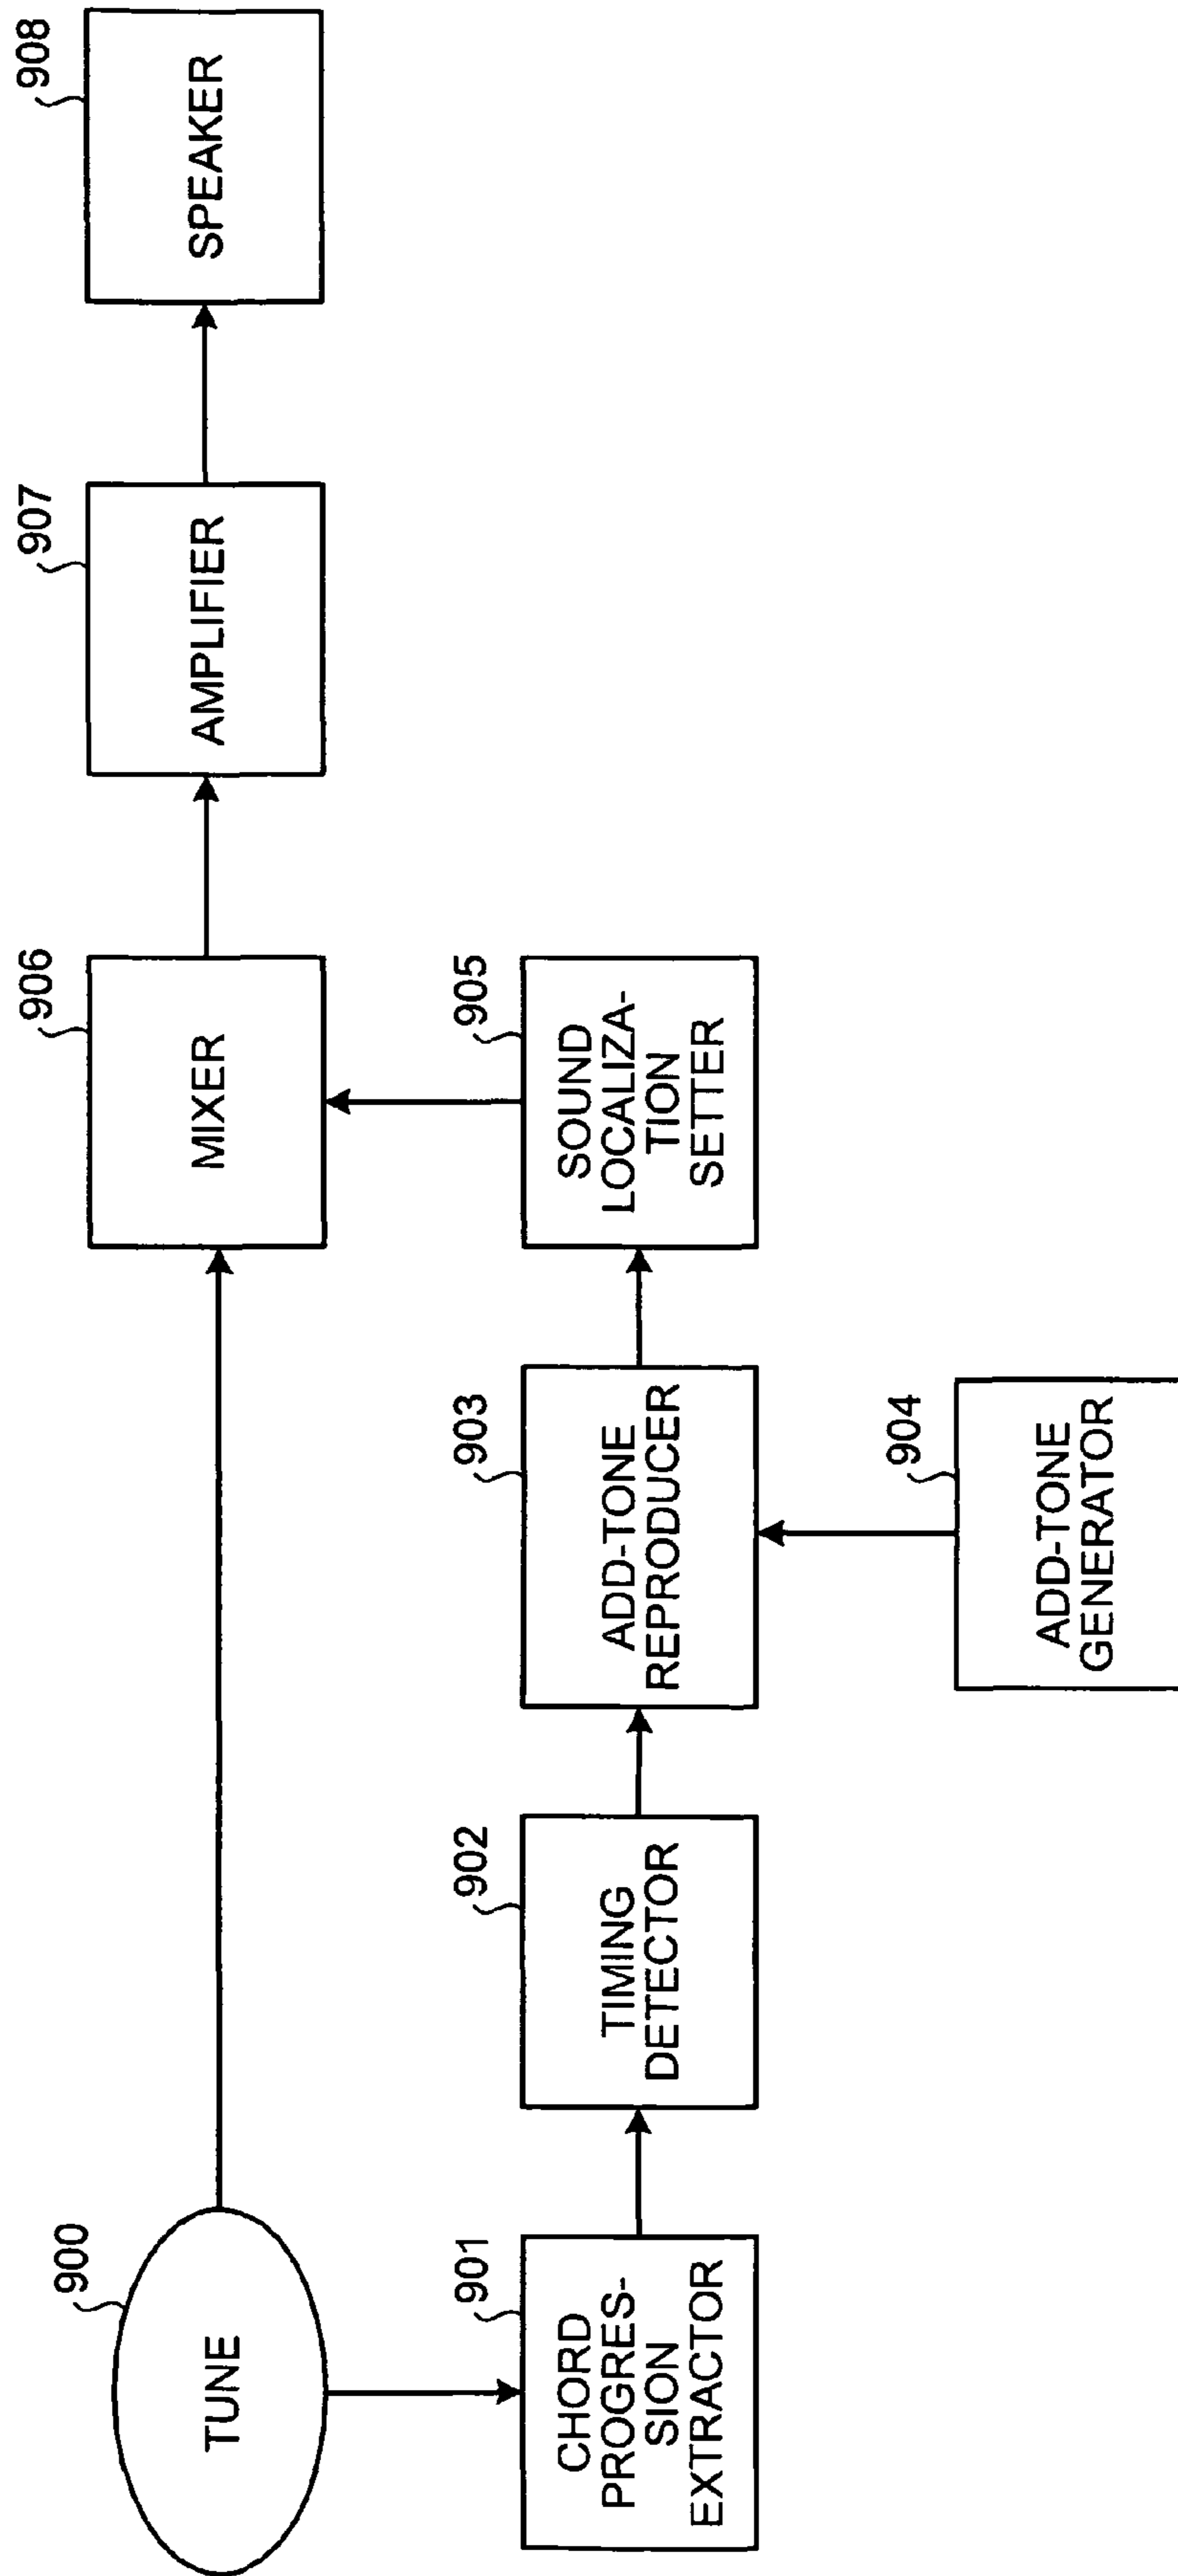 900
TUNE
906
MIXER
907
AMPLIFIER
908
SPEAKER
901
CHORD
PROGRES-
SION
EXTRACTOR
902
TIMING
DETECTOR
903
ADD-TONE
REPRODUCER
905
SOUND
LOCALIZA-
TION
SETTER
904
ADD-TONE
GENERATOR